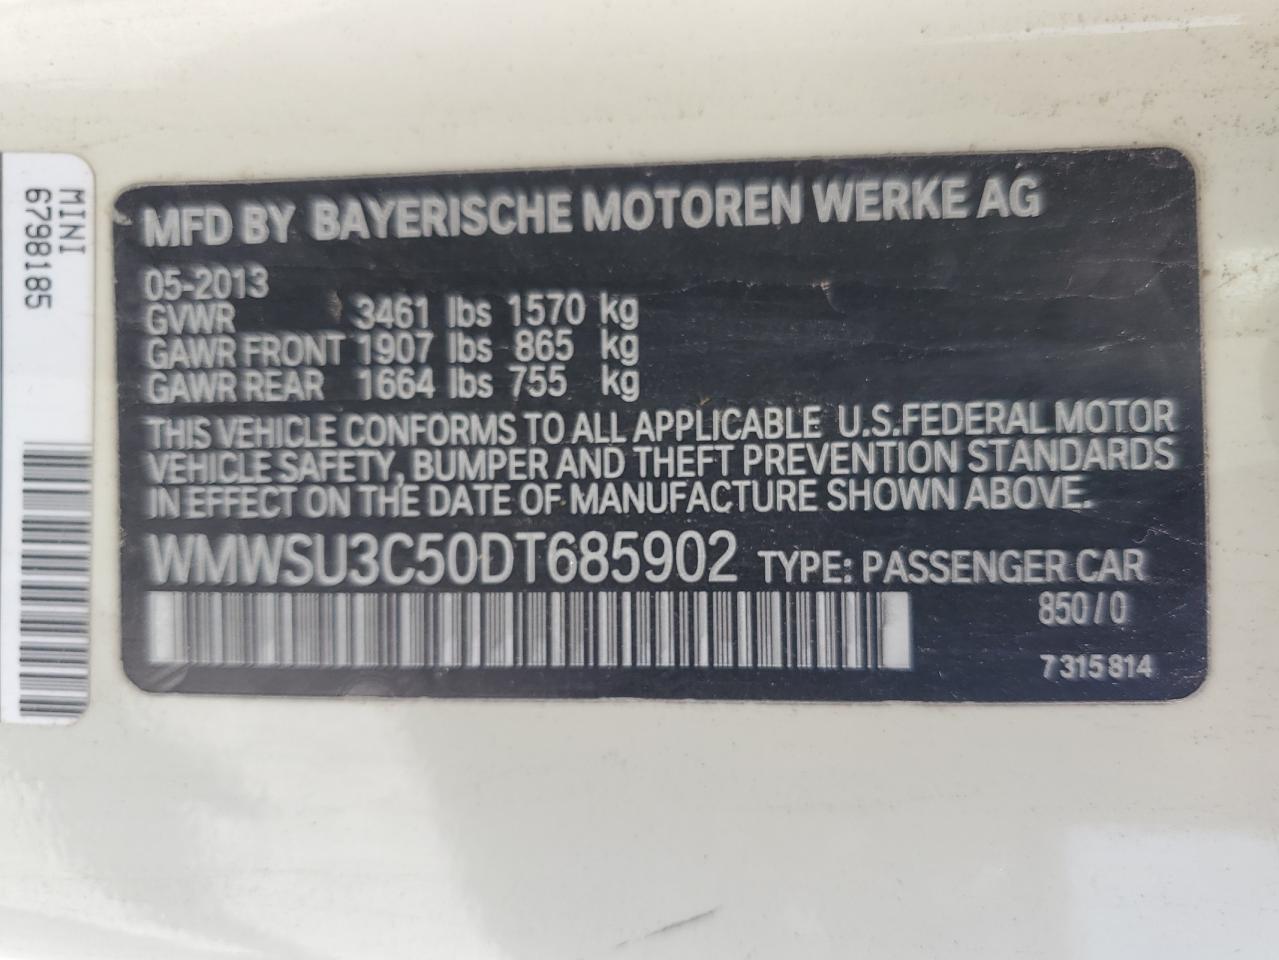 MINI
6798185
MFD BY BAYERISCHE MOTOREN WERKE AG
05-2013
GVWR 3461 lbs 1570 kg
GAWR FRONT 1907 lbs 865 kg
GAWR REAR 1664 lbs 755 kg
THIS VEHICLE CONFORMS TO ALL APPLICABLE U.S.FEDERAL MOTOR
VEHICLE SAFETY, BUMPER AND THEFT PREVENTION STANDARDS
IN EFFECT ON THE DATE OF MANUFACTURE SHOWN ABOVE.
WMWSU3C50DT685902 TYPE: PASSENGER CAR
850/0
7 315 814